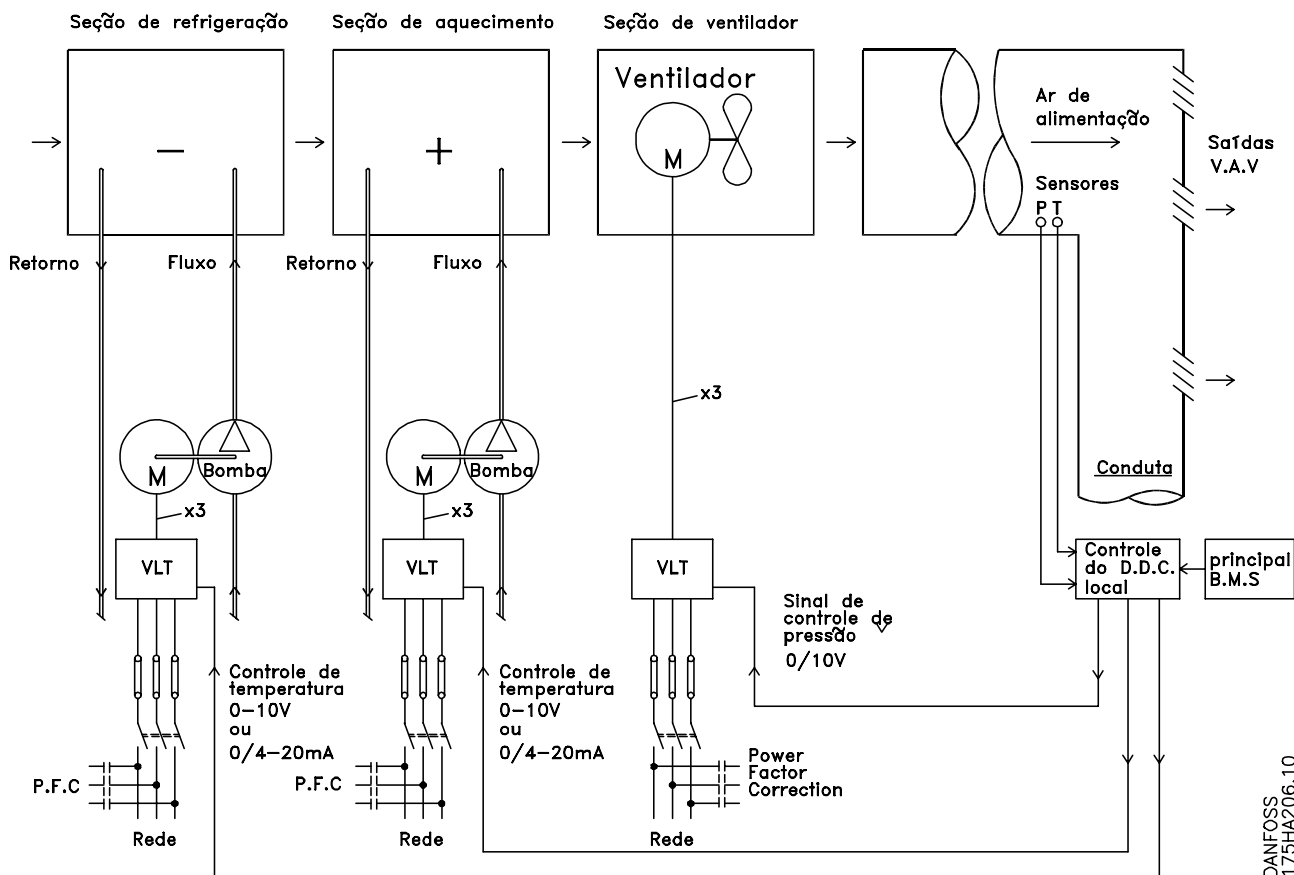 Seção de refrigeração
Seção de aquecimento
Seção de ventilador
Ventilador
M
Ar de
alimentação
Saídas
V.A.V
Sensores
P T
–
+
Retorno
Fluxo
Retorno
Fluxo
x3
M
Bomba
M
Bomba
Conduta
x3
x3
VLT
VLT
VLT
Controle
do D.D.C.
local
principal
B.M.S
Sinal de
controle de
pressão
0/10V
Controle de
temperatura
0–10V
ou
0/4–20mA
Controle de
temperatura
0–10V
ou
0/4–20mA
P.F.C
P.F.C
Power
Factor
Correction
Rede
Rede
Rede
DANFOSS
175HA206.10